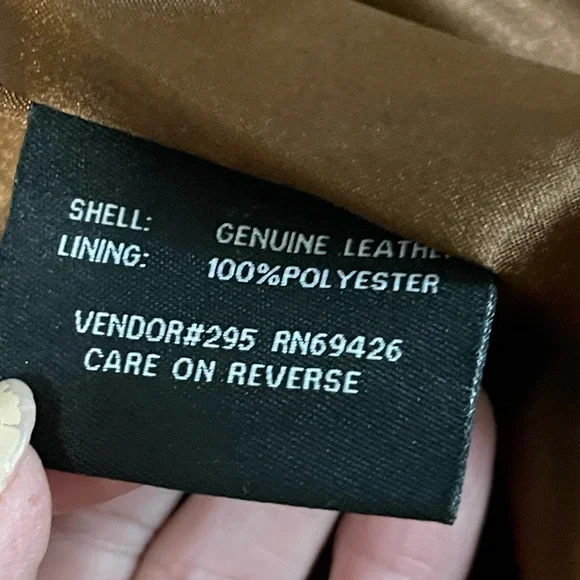 SHELL: GENUINE LEATHE
LINING: 100%POLYESTER
VENDOR#295 RN69426
CARE ON REVERSE